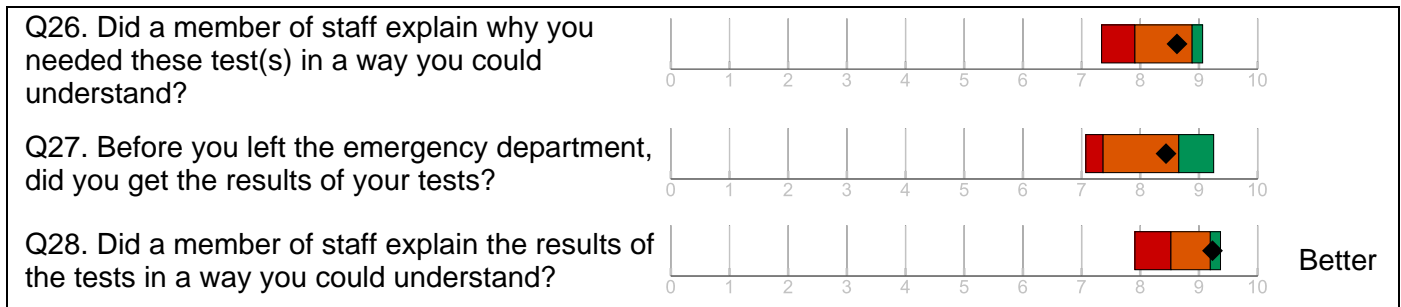 Q26. Did a member of staff explain why you
needed these test(s) in a way you could
understand?
0 1 2 3 4 5 6 7 8 9 10
Q27. Before you left the emergency department,
did you get the results of your tests?
0 1 2 3 4 5 6 7 8 9 10
Q28. Did a member of staff explain the results of
the tests in a way you could understand?
Better
0 1 2 3 4 5 6 7 8 9 10